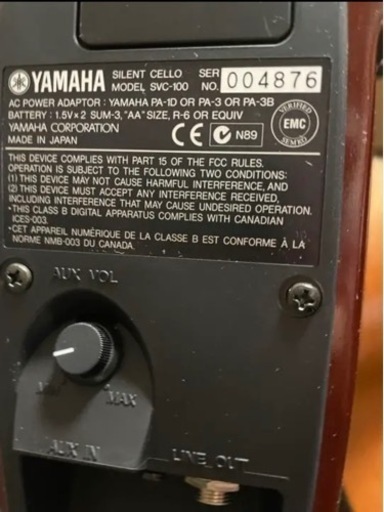 YAMAHA SILENT CELLO MODEL SVC-100 SER NO. 004876
AC POWER ADAPTOR : YAMAHA PA-1D OR PA-3 OR PA-3B
BATTERY : 1.5V×2 SUM-3, "AA" SIZE, R-6 OR EQUIV
YAMAHA CORPORATION
MADE IN JAPAN
CE N89
VERIFIED EMC
THIS DEVICE COMPLIES WITH PART 15 OF THE FCC RULES.
OPERATION IS SUBJECT TO THE FOLLOWING TWO CONDITIONS:
(1) THIS DEVICE MAY NOT CAUSE HARMFUL INTERFERENCE, AND
(2) THIS DEVICE MUST ACCEPT ANY INTERFERENCE RECEIVED,
INCLUDING INTERFERENCE THAT MAY CAUSE UNDESIRED OPERATION.
*THIS CLASS B DIGITAL APPARATUS COMPLIES WITH CANADIAN
ICES-003.
*CET APPAREIL NUMÉRIQUE DE LA CLASSE B EST CONFORME À LA
NORME NMB-003 DU CANADA.
AUX VOL
MIN MAX
AUX IN LINE OUT